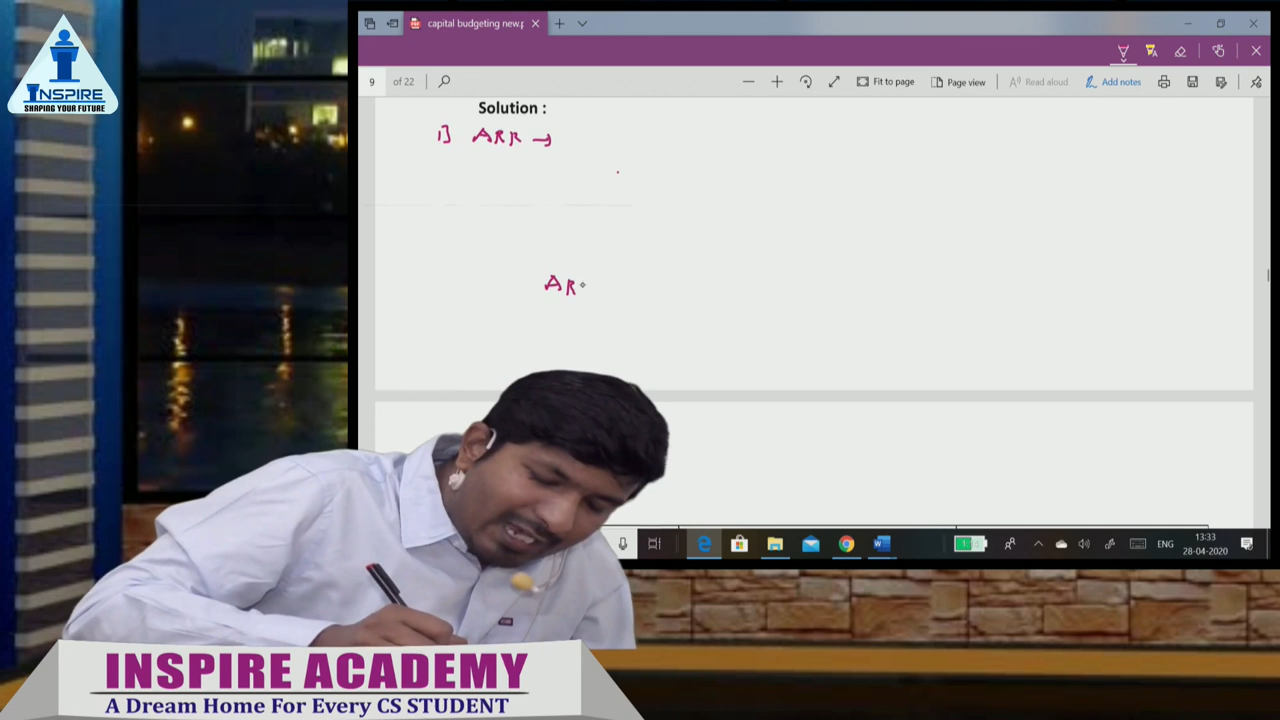 INSPIRE
SHAPING YOUR FUTURE
capital budgeting new.p
9 of 22
Fit to page
Page view
Read aloud
Add notes
Solution :
1] ARR →
AR
ENG
13:33
28-04-2020
INSPIRE ACADEMY
A Dream Home For Every CS STUDENT